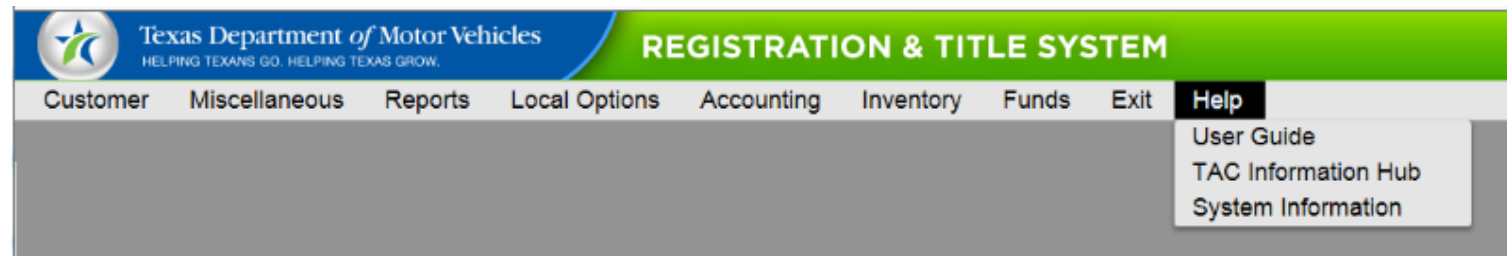 Texas Department of Motor Vehicles
HELPING TEXANS GO. HELPING TEXAS GROW.
REGISTRATION & TITLE SYSTEM
Customer Miscellaneous Reports Local Options Accounting Inventory Funds Exit Help
User Guide
TAC Information Hub
System Information